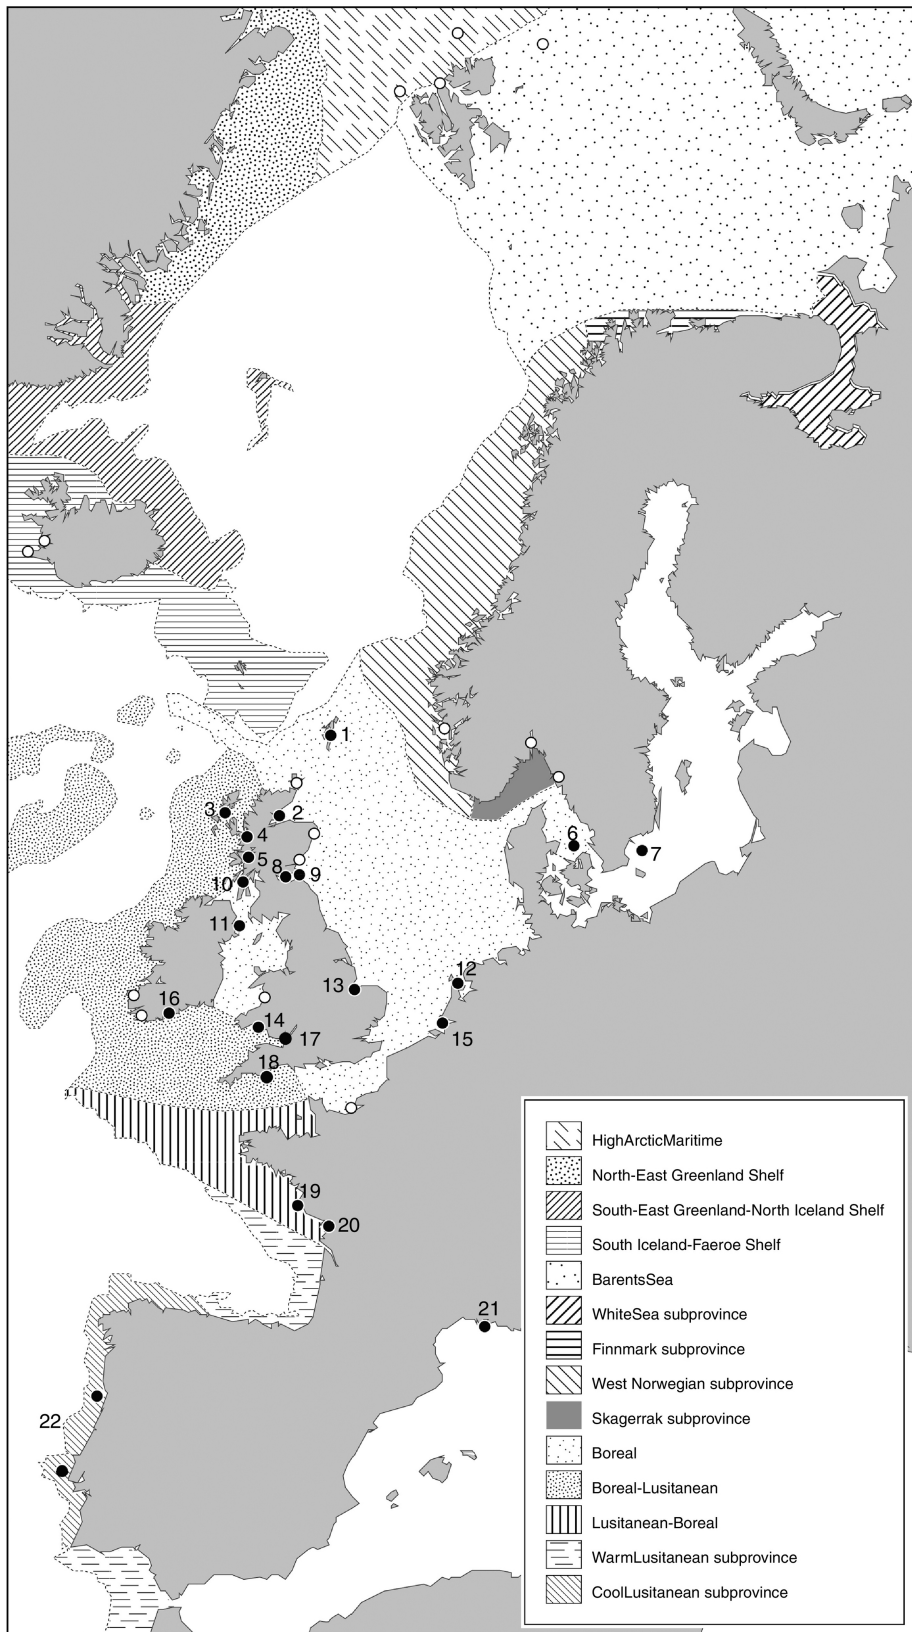 1
2
3
4
5
6
7
8
9
10
11
12
13
14
15
16
17
18
19
20
21
22
HighArcticMaritime
North-East Greenland Shelf
South-East Greenland-North Iceland Shelf
South Iceland-Faeroe Shelf
BarentsSea
WhiteSea subprovince
Finnmark subprovince
West Norwegian subprovince
Skagerrak subprovince
Boreal
Boreal-Lusitanean
Lusitanean-Boreal
WarmLusitanean subprovince
CoolLusitanean subprovince